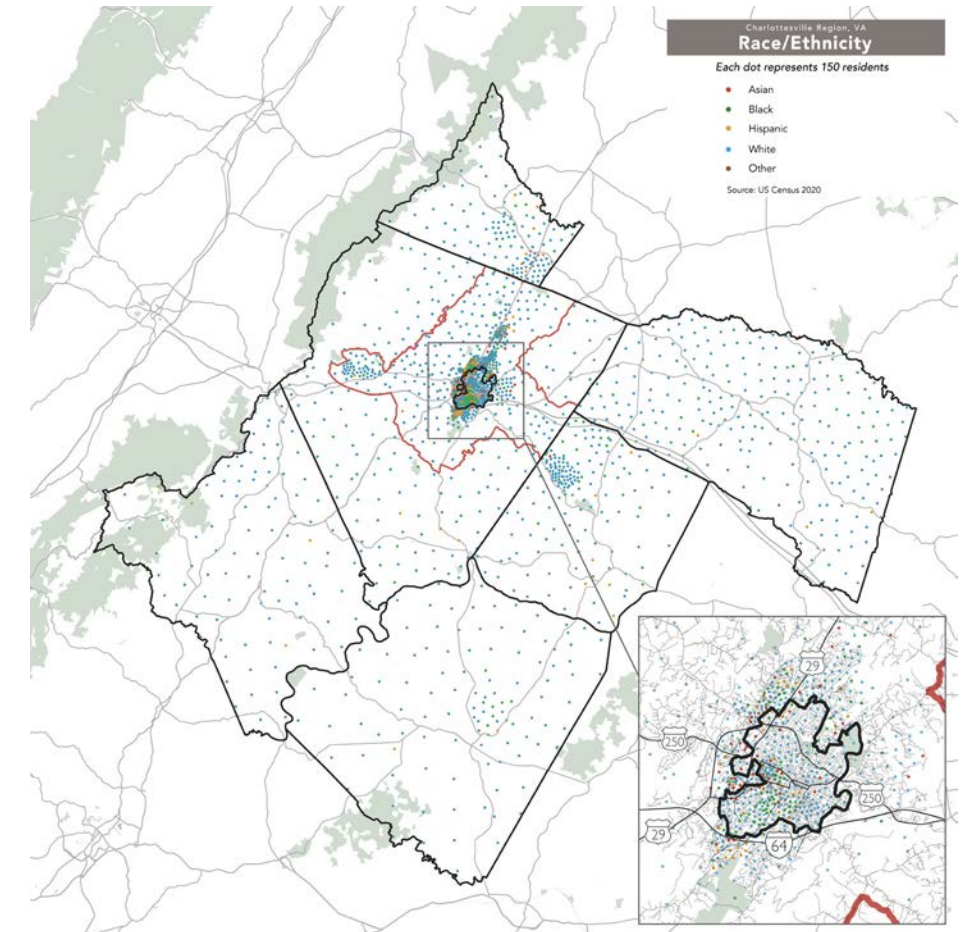 Charlottesville Region, VA
Race/Ethnicity
Each dot represents 150 residents
Asian
Black
Hispanic
White
Other
Source: US Census 2020
29
250
250
29
64